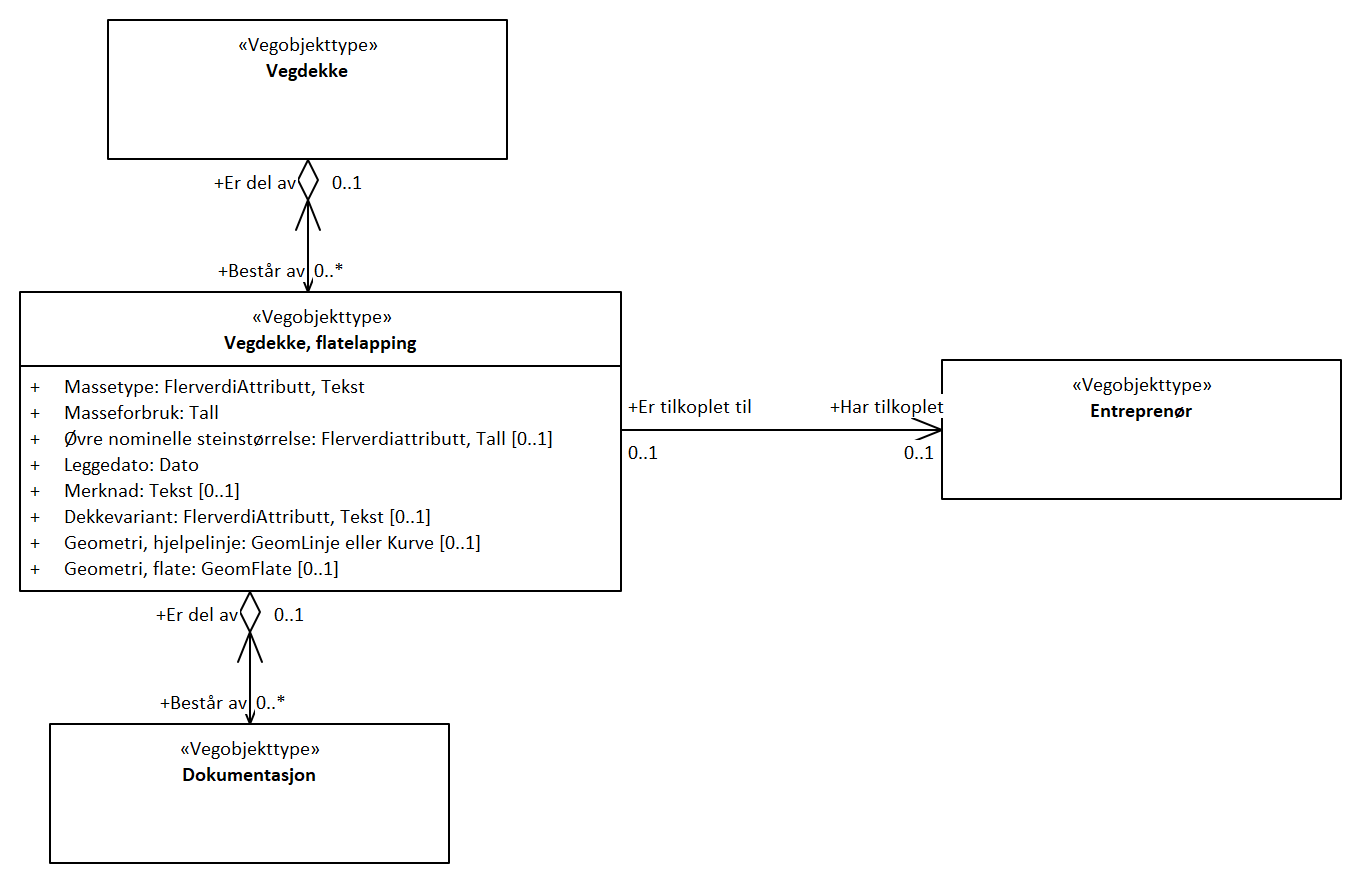 «Vegobjekttype»
Vegdekke
+Er del av 0..1
+Består av 0..*
«Vegobjekttype»
Vegdekke, flatelapping
+ Massetype: FlerverdiAttributt, Tekst
+ Masseforbruk: Tall
+ Øvre nominelle steinstørrelse: Flerverdiattributt, Tall [0..1]
+ Leggedato: Dato
+ Merknad: Tekst [0..1]
+ Dekkevariant: FlerverdiAttributt, Tekst [0..1]
+ Geometri, hjelpelinje: GeomLinje eller Kurve [0..1]
+ Geometri, flate: GeomFlate [0..1]
+Er tilkoplet til +Har tilkoplet
0..1 0..1
«Vegobjekttype»
Entreprenør
+Er del av 0..1
+Består av 0..*
«Vegobjekttype»
Dokumentasjon